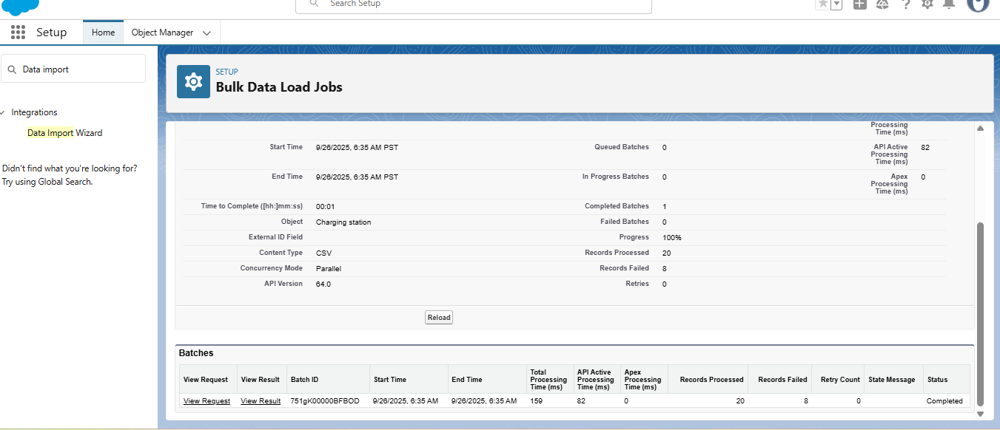 Search Setup
Setup
Home
Object Manager
Data import
Integrations
Data Import Wizard
Didn't find what you're looking for?
Try using Global Search.
SETUP
Bulk Data Load Jobs
Processing
Time (ms)
Start Time 9/26/2025, 6:35 AM PST Queued Batches 0 API Active Processing Time (ms) 82
End Time 9/26/2025, 6:35 AM PST In Progress Batches 0 Apex Processing Time (ms) 0
Time to Complete ([hh:]mm:ss) 00:01 Completed Batches 1
Object Charging station Failed Batches 0
External ID Field Progress 100%
Content Type CSV Records Processed 20
Concurrency Mode Parallel Records Failed 8
API Version 64.0 Retries 0
Reload
Batches
View Request View Result Batch ID Start Time End Time Total Processing Time (ms) API Active Processing Time (ms) Apex Processing Time (ms) Records Processed Records Failed Retry Count State Message Status
View Request View Result 751gK00000BFBOD 9/26/2025, 6:35 AM 9/26/2025, 6:35 AM 159 82 0 20 8 0 Completed